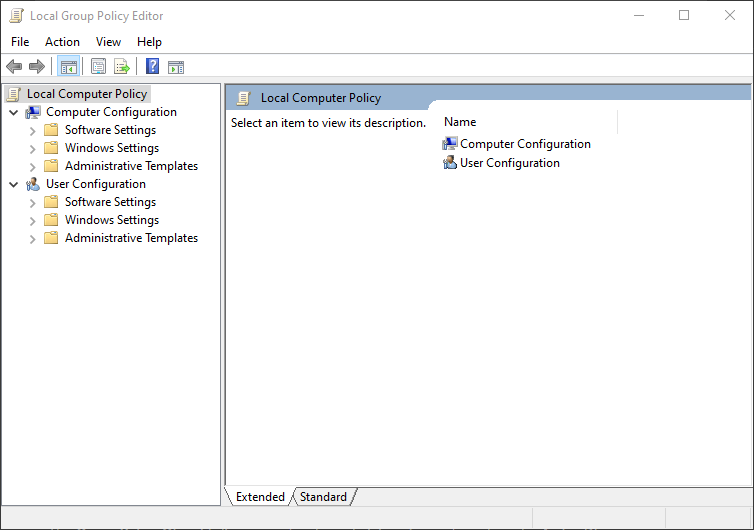 Local Group Policy Editor
File Action View Help
?
Local Computer Policy
Computer Configuration
Software Settings
Windows Settings
Administrative Templates
User Configuration
Software Settings
Windows Settings
Administrative Templates
Local Computer Policy
Select an item to view its description.
Name
Computer Configuration
User Configuration
Extended Standard